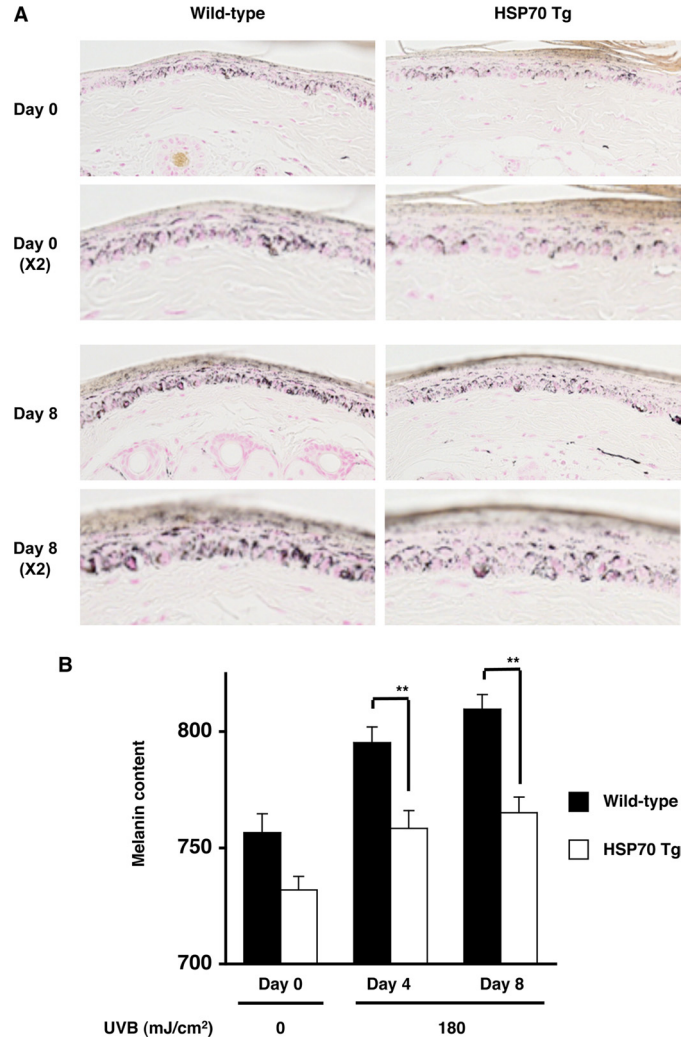 A
Wild-type
HSP70 Tg
Day 0
Day 0
(X2)
Day 8
Day 8
(X2)
B
Melanin content
800
750
700
**
**
Wild-type
HSP70 Tg
Day 0
Day 4
Day 8
UVB (mJ/cm²)
0
180